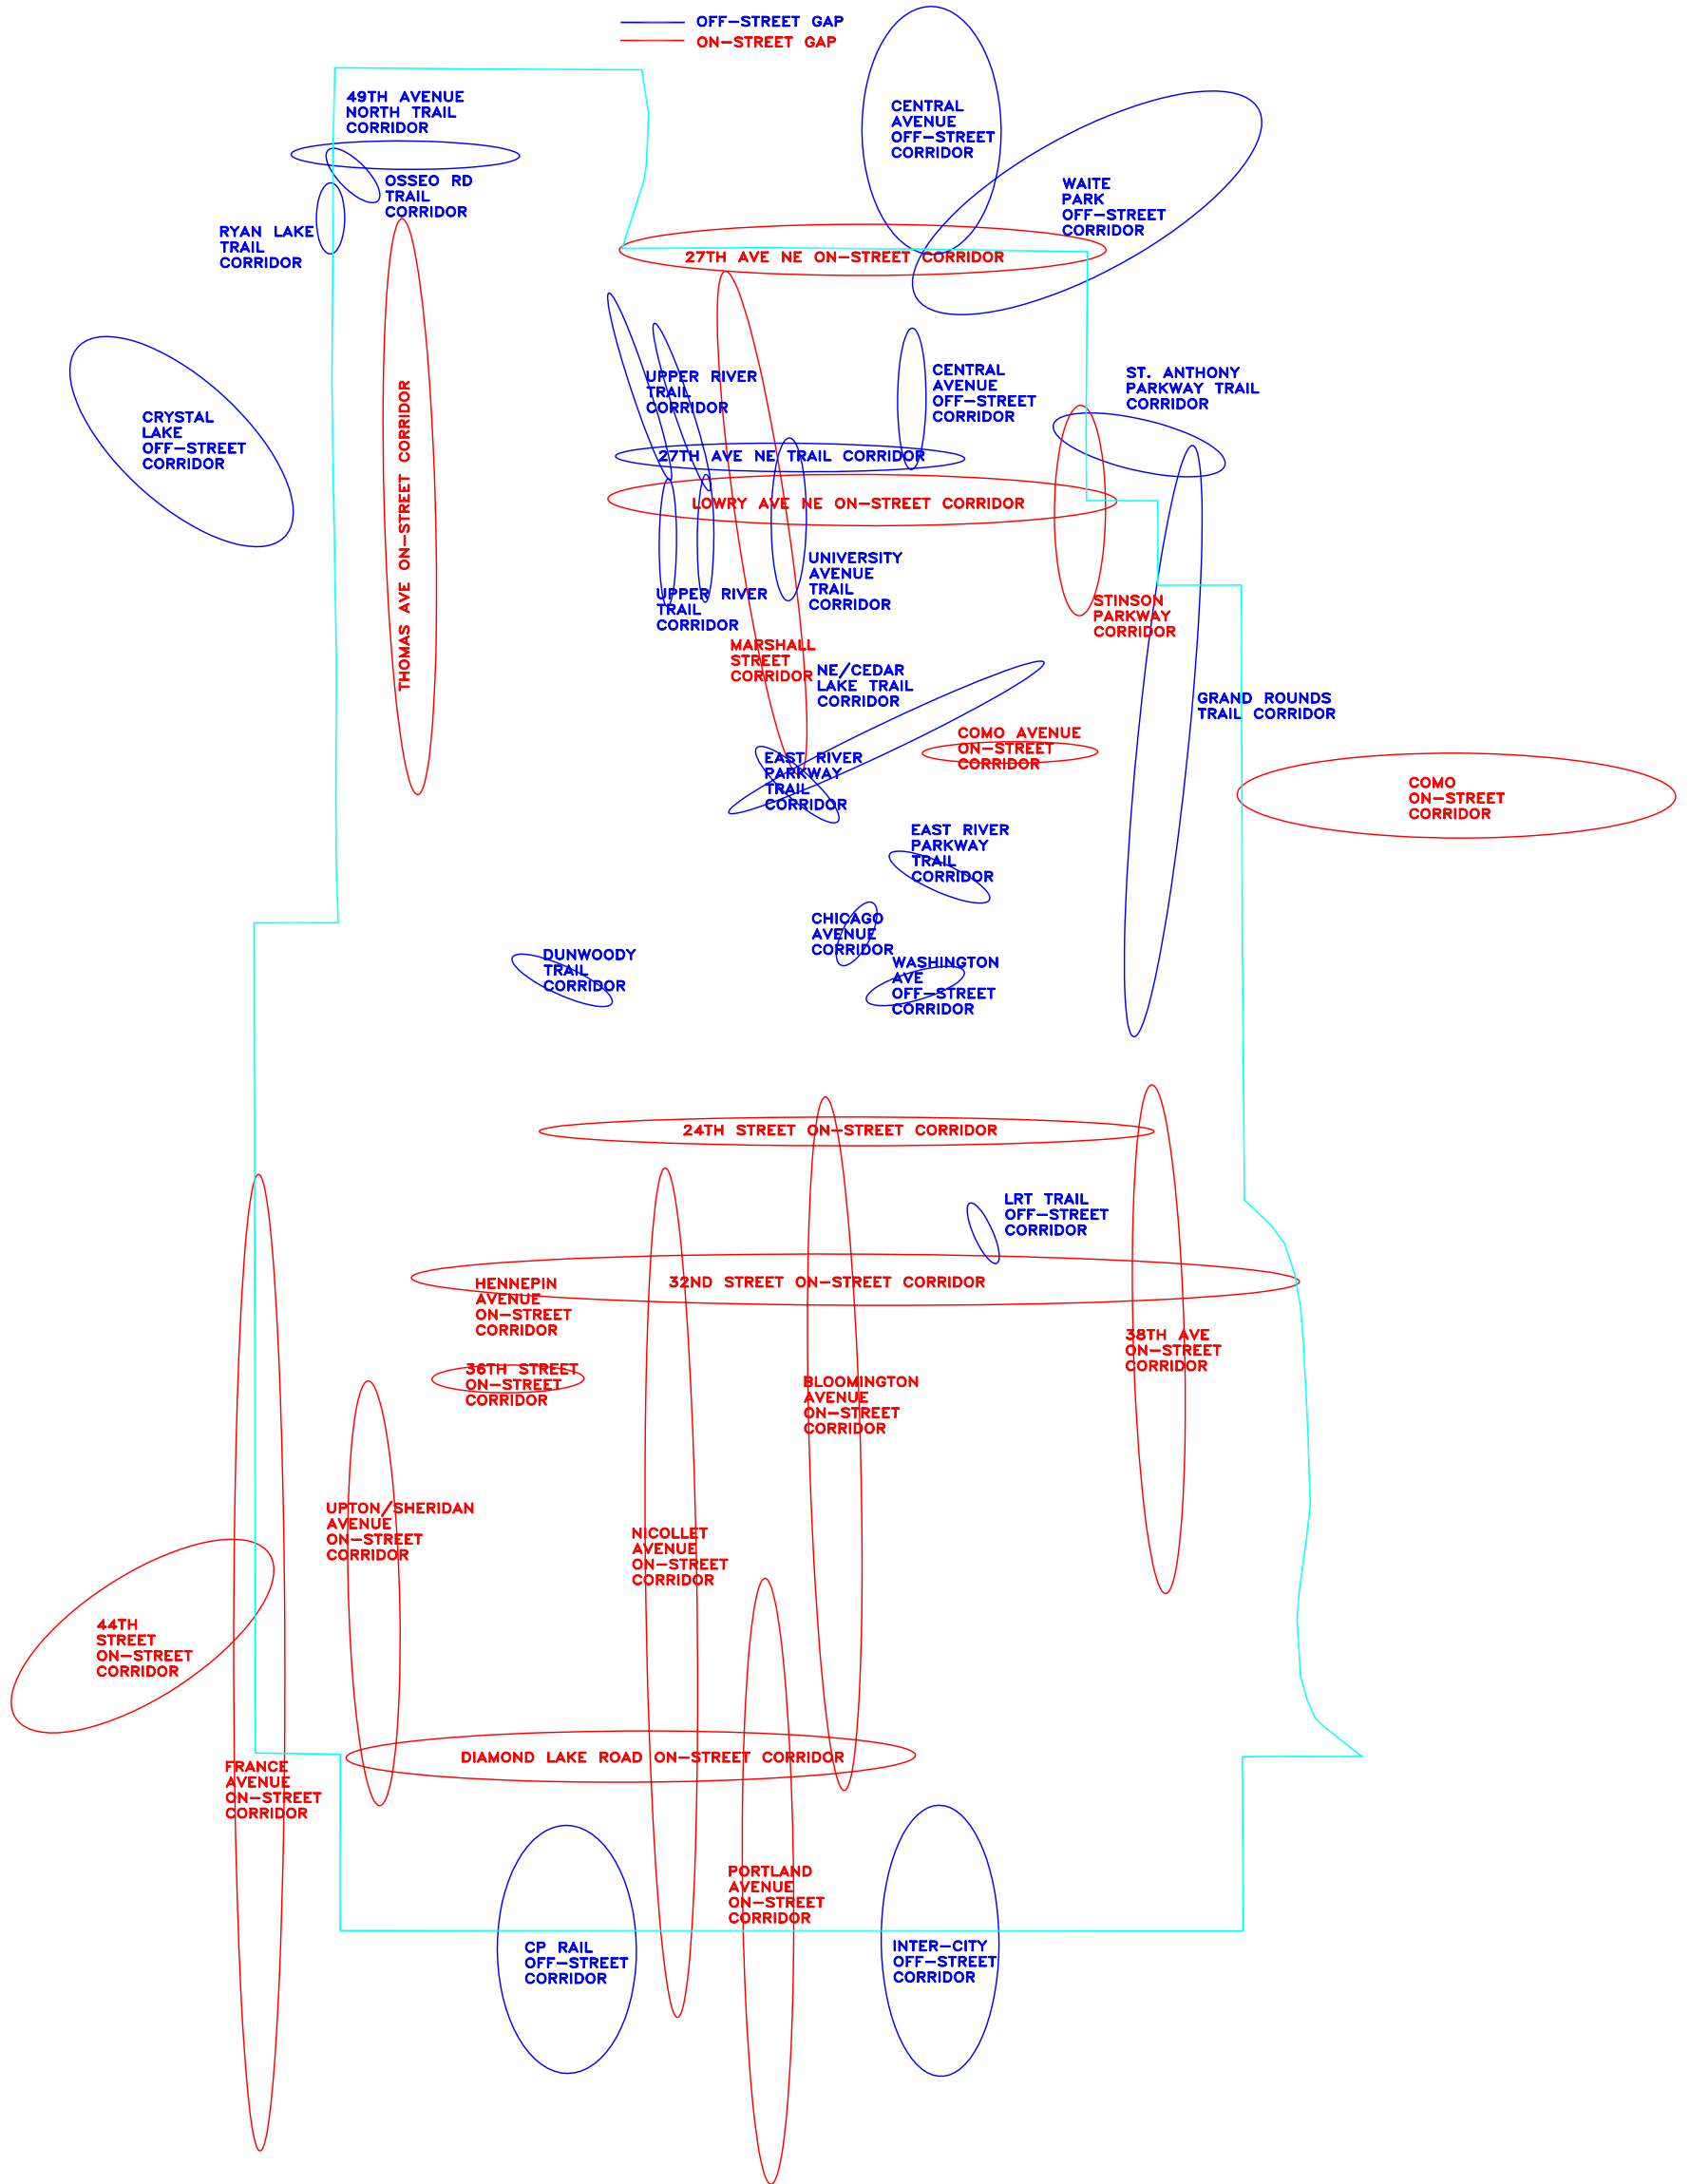 OFF-STREET GAP
ON-STREET GAP
49TH AVENUE
NORTH TRAIL
CORRIDOR
CENTRAL
AVENUE
OFF-STREET
CORRIDOR
OSSEO RD
TRAIL
CORRIDOR
WAITE
PARK
OFF-STREET
CORRIDOR
RYAN LAKE
TRAIL
CORRIDOR
27TH AVE NE ON-STREET CORRIDOR
UPPER RIVER
TRAIL
CORRIDOR
CENTRAL
AVENUE
OFF-STREET
CORRIDOR
ST. ANTHONY
PARKWAY TRAIL
CORRIDOR
CRYSTAL
LAKE
OFF-STREET
CORRIDOR
THOMAS AVE ON-STREET CORRIDOR
27TH AVE NE TRAIL CORRIDOR
LOWRY AVE NE ON-STREET CORRIDOR
UNIVERSITY
AVENUE
TRAIL
CORRIDOR
UPPER RIVER
TRAIL
CORRIDOR
STINSON
PARKWAY
CORRIDOR
MARSHALL
STREET
CORRIDOR
NE/CEDAR
LAKE TRAIL
CORRIDOR
GRAND ROUNDS
TRAIL CORRIDOR
COMO AVENUE
ON-STREET
CORRIDOR
EAST RIVER
PARKWAY
TRAIL
CORRIDOR
COMO
ON-STREET
CORRIDOR
EAST RIVER
PARKWAY
TRAIL
CORRIDOR
CHICAGO
AVENUE
CORRIDOR
DUNWOODY
TRAIL
CORRIDOR
WASHINGTON
AVE
OFF-STREET
CORRIDOR
24TH STREET ON-STREET CORRIDOR
LRT TRAIL
OFF-STREET
CORRIDOR
32ND STREET ON-STREET CORRIDOR
HENNEPIN
AVENUE
ON-STREET
CORRIDOR
38TH AVE
ON-STREET
CORRIDOR
36TH STREET
ON-STREET
CORRIDOR
BLOOMINGTON
AVENUE
ON-STREET
CORRIDOR
UPTON/SHERIDAN
AVENUE
ON-STREET
CORRIDOR
NICOLLET
AVENUE
ON-STREET
CORRIDOR
44TH
STREET
ON-STREET
CORRIDOR
DIAMOND LAKE ROAD ON-STREET CORRIDOR
FRANCE
AVENUE
ON-STREET
CORRIDOR
PORTLAND
AVENUE
ON-STREET
CORRIDOR
CP RAIL
OFF-STREET
CORRIDOR
INTER-CITY
OFF-STREET
CORRIDOR